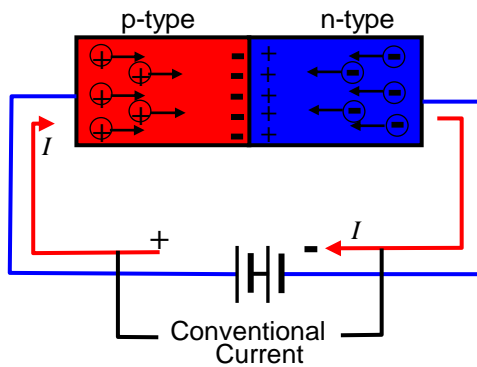 p-type n-type
+ - + -
+ - + -
+ - + -
+ - + -
+ - + -
I
+ - I
Conventional
Current